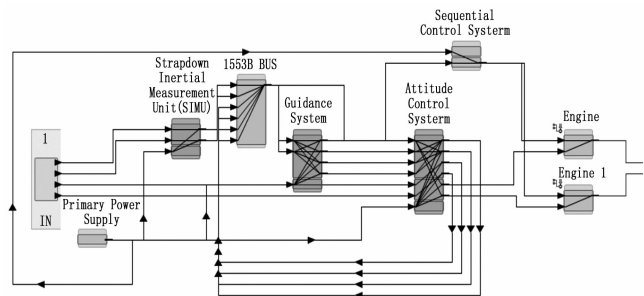 Sequential
Control Systerm
Strapdown
Inertial
Measurement
Unit(SIMU)
1553B BUS
Guidance
System
Attitude
Control
Systerm
Engine
1
IN
Primary Power
Supply
Engine 1